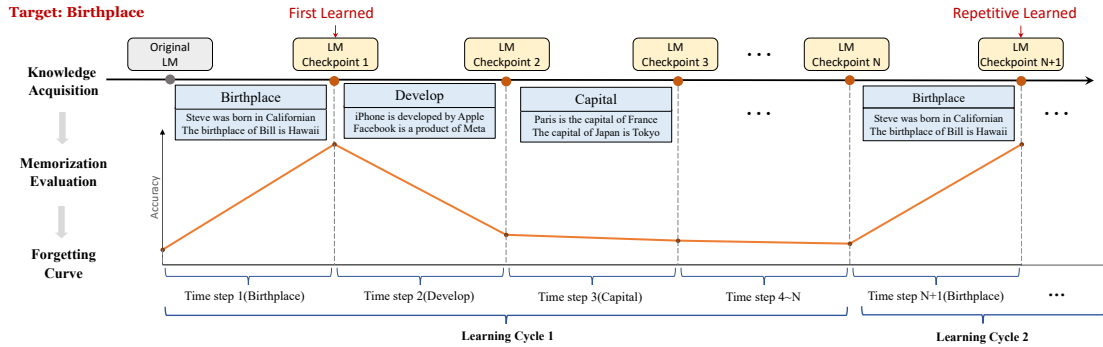 Target: Birthplace
First Learned
Repetitive Learned
Original
LM
LM
Checkpoint 1
LM
Checkpoint 2
LM
Checkpoint 3
...
LM
Checkpoint N
LM
Checkpoint N+1
Knowledge
Acquisition
Birthplace
Steve was born in Californian
The birthplace of Bill is Hawaii
Develop
iPhone is developed by Apple
Facebook is a product of Meta
Capital
Paris is the capital of France
The capital of Japan is Tokyo
...
Birthplace
Steve was born in Californian
The birthplace of Bill is Hawaii
...
Memorization
Evaluation
Accuracy
Forgetting
Curve
Time step 1(Birthplace)
Time step 2(Develop)
Time step 3(Capital)
Time step 4~N
Time step N+1(Birthplace)
...
Learning Cycle 1
Learning Cycle 2